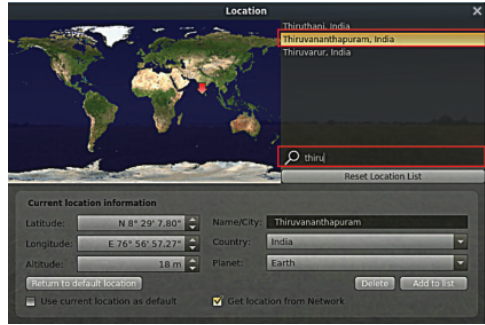 Location
Thiruthani, India
Thiruvananthapuram, India
Thiruvarur, India
thiru
Reset Location List
Current location information
Latitude: N 8° 29' 7.80" Name/City: Thiruvananthapuram
Longitude: E 76° 56' 57.27" Country: India
Altitude: 18 m Planet: Earth
Return to default location Delete Add to list
Use current location as default Get location from Network